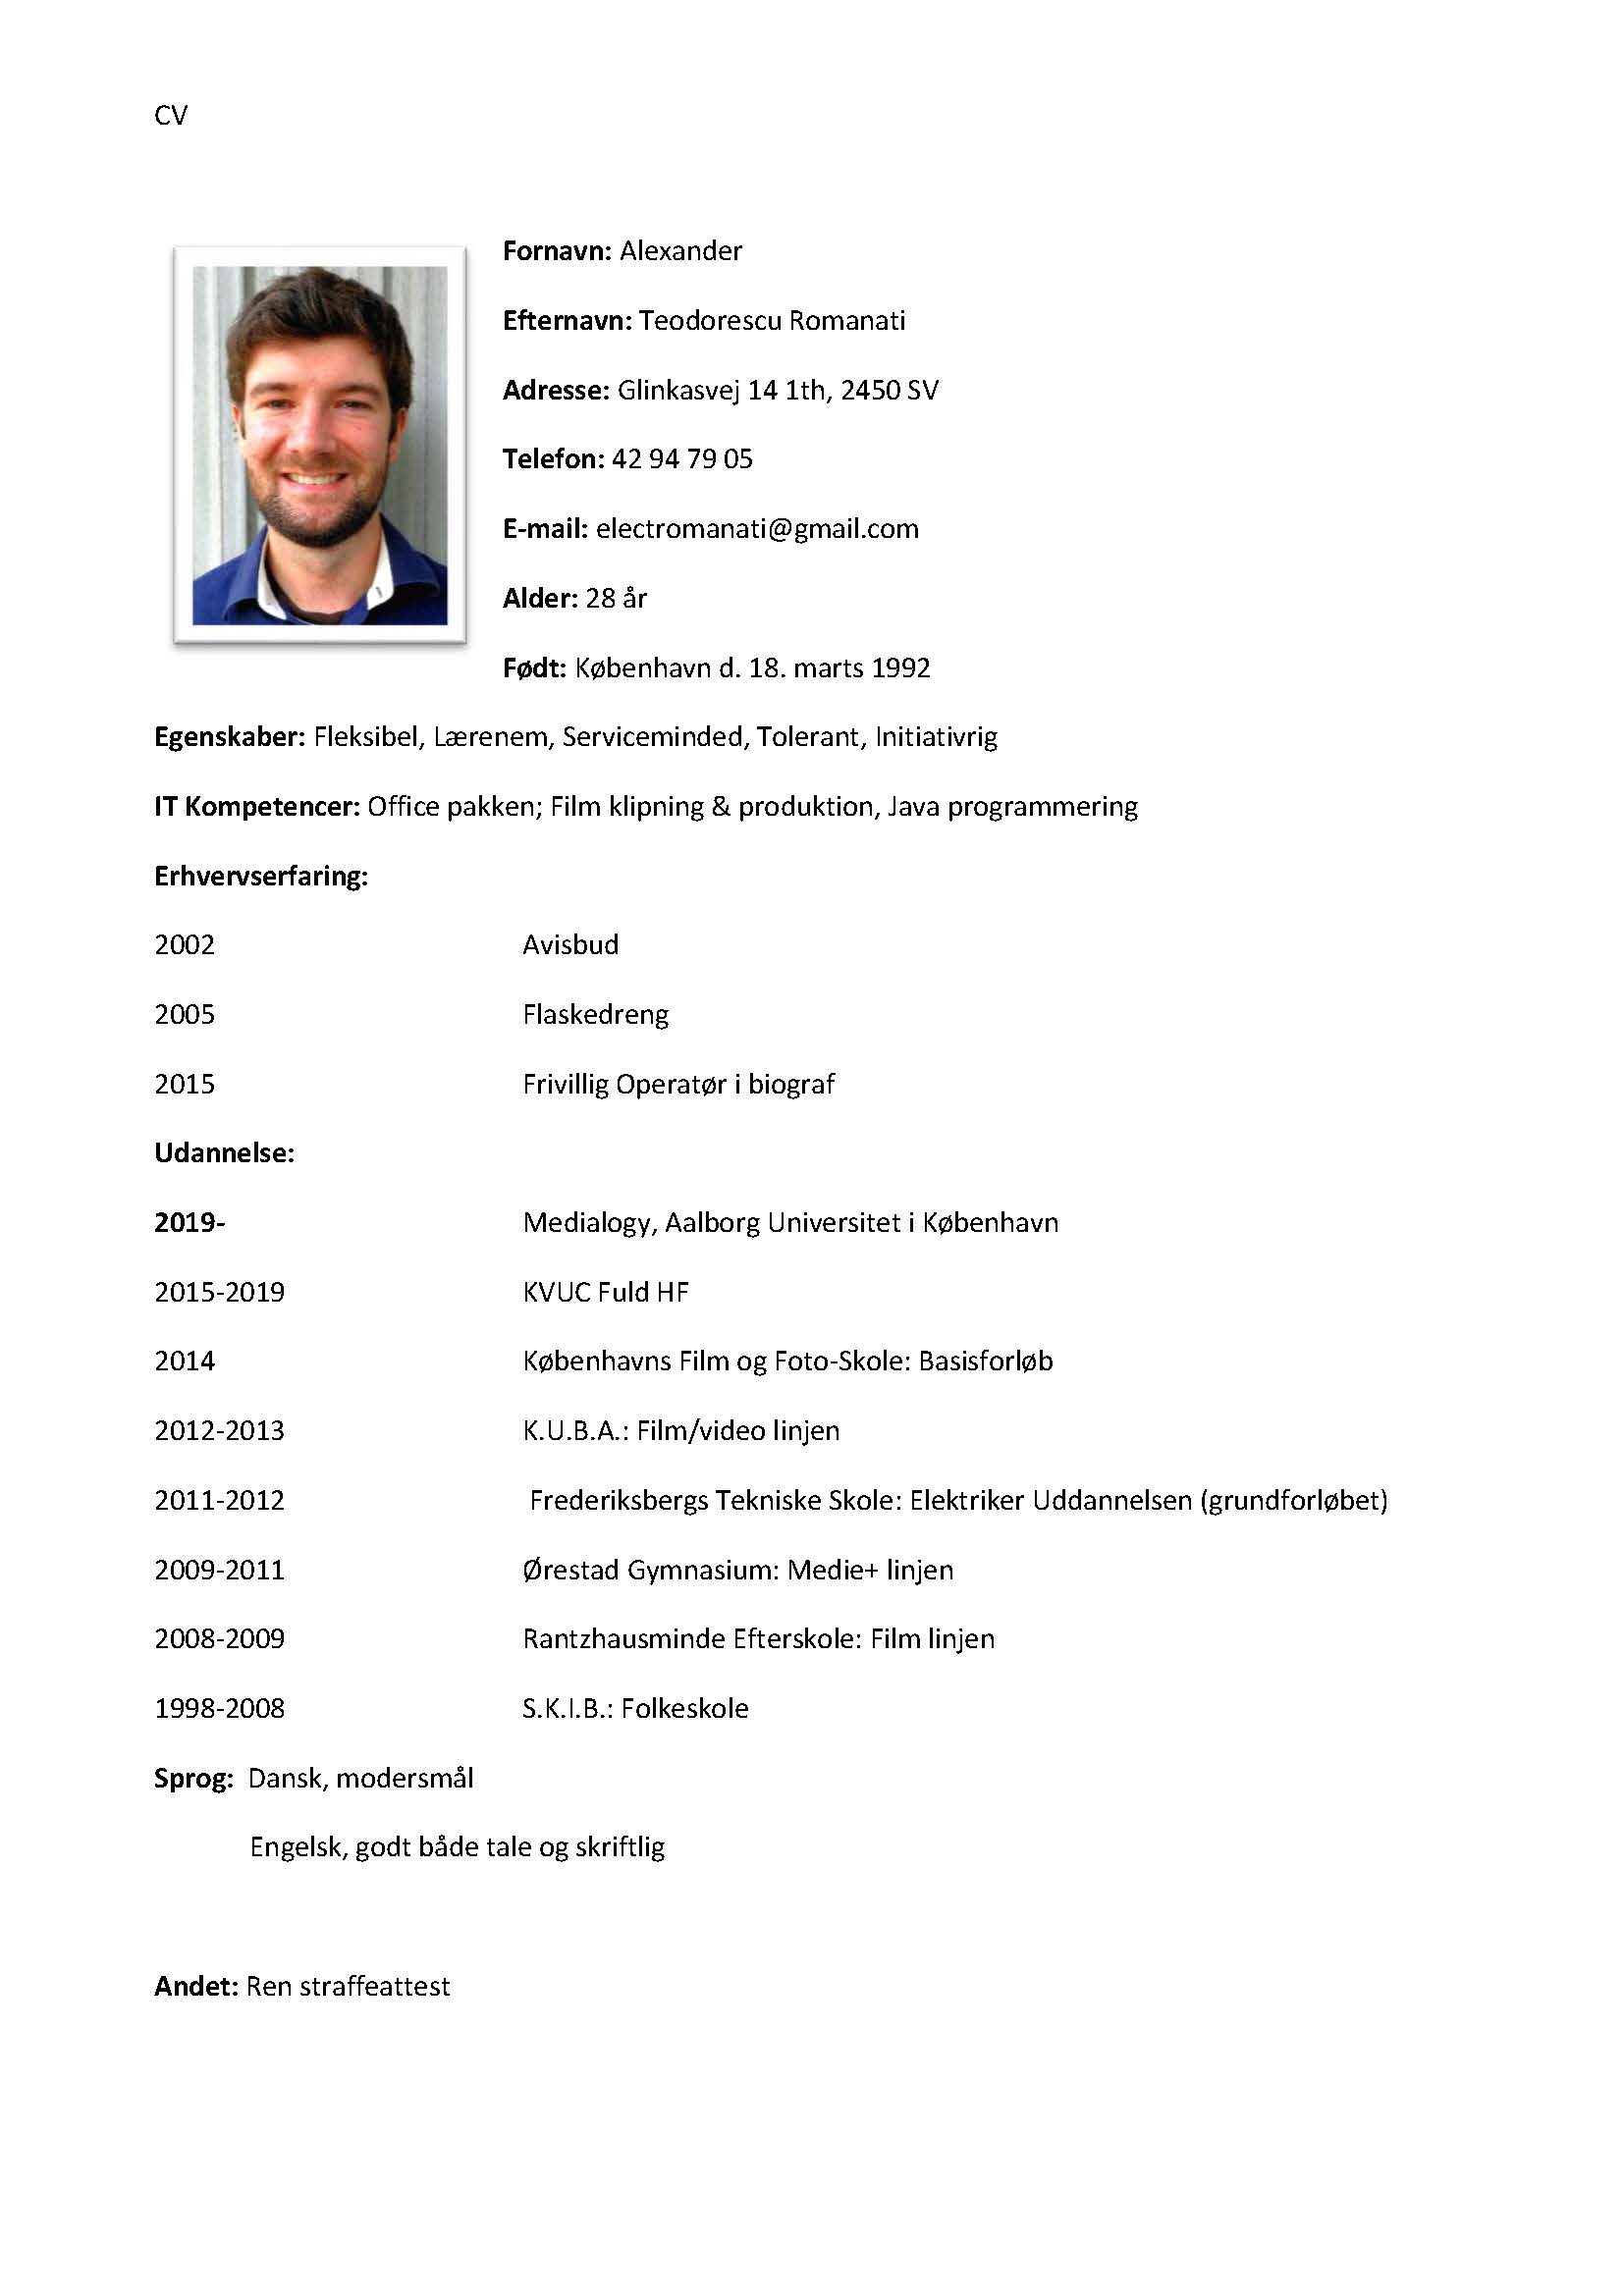 CV
Fornavn: Alexander
Efternavn: Teodorescu Romanati
Adresse: Glinkasvej 14 1th, 2450 SV
Telefon: 42 94 79 05
E-mail: electromanati@gmail.com
Alder: 28 år
Født: København d. 18. marts 1992
Egenskaber: Fleksibel, Lærenem, Serviceminded, Tolerant, Initiativrig
IT Kompetencer: Office pakken; Film klipning & produktion, Java programmering
Erhvervserfaring:
2002 Avisbud
2005 Flaskedreng
2015 Frivillig Operatør i biograf
Udannelse:
2019- Medialogy, Aalborg Universitet i København
2015-2019 KVUC Fuld HF
2014 Københavns Film og Foto-Skole: Basisforløb
2012-2013 K.U.B.A.: Film/video linjen
2011-2012 Frederiksbergs Tekniske Skole: Elektriker Uddannelsen (grundforløbet)
2009-2011 Ørestad Gymnasium: Medie+ linjen
2008-2009 Rantzhausminde Efterskole: Film linjen
1998-2008 S.K.I.B.: Folkeskole
Sprog: Dansk, modersmål
Engelsk, godt både tale og skriftlig
Andet: Ren straffeattest